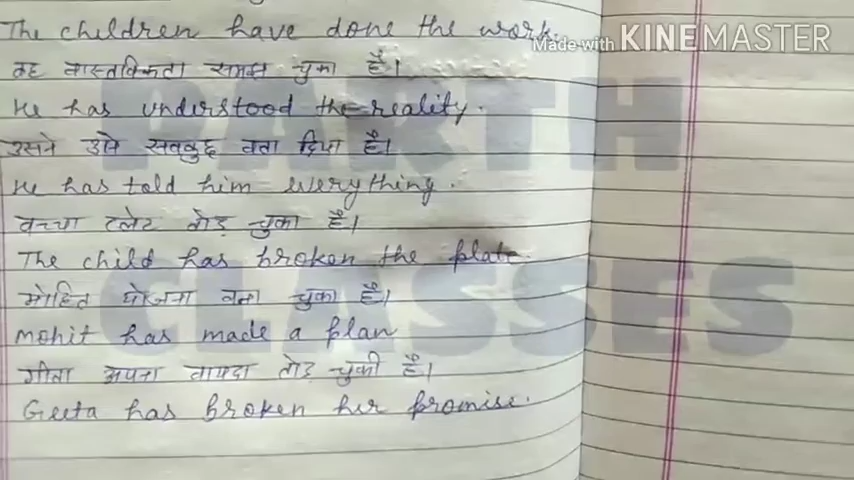 The children have done the work.
Made with KINEMASTER
वह वास्तविकता समझ चुका है।
He has understood the reality.
उसने उसे सबकुछ बता दिया है।
He has told him everything.
बच्चा प्लेट तोड़ चुका है।
The child has broken the plate
मोहित योजना बना चुका है।
Mohit has made a plan
गीता अपना वायदा तोड़ चुकी है।
Geeta has broken her promise.
PARTH
CLASSES